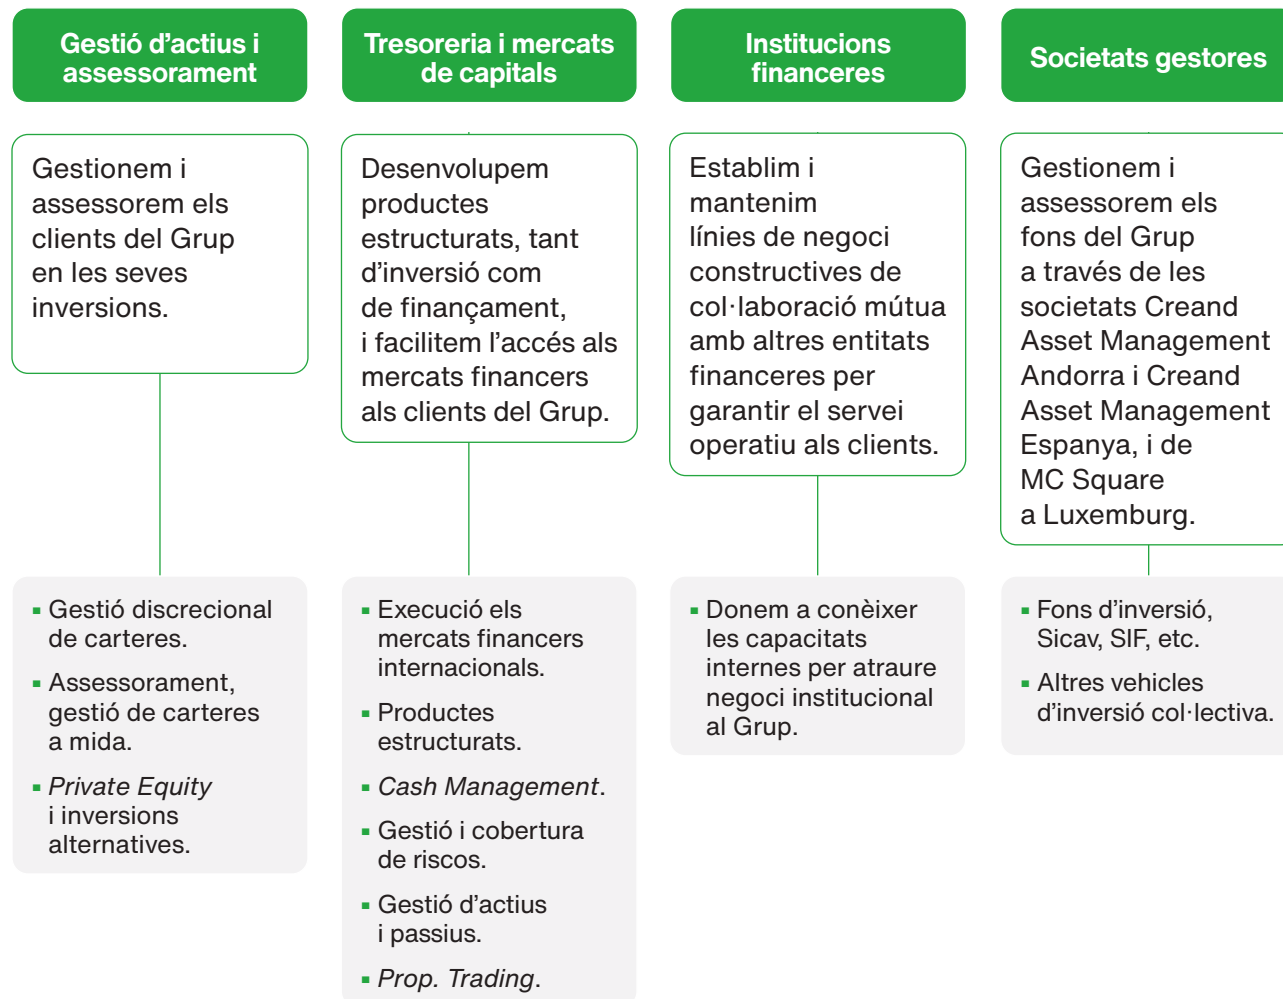 Gestió d’actius i
assessorament
Gestionem i
assessorem els
clients del Grup
en les seves
inversions.
▪ Gestió discrecional
de carteres.
▪ Assessorament,
gestió de carteres
a mida.
▪ Private Equity
i inversions
alternatives.
Tresoreria i mercats
de capitals
Desenvolupem
productes
estructurats, tant
d’inversió com
de finançament,
i facilitem l’accés als
mercats financers
als clients del Grup.
▪ Execució els
mercats financers
internacionals.
▪ Productes
estructurats.
▪ Cash Management.
▪ Gestió i cobertura
de riscos.
▪ Gestió d’actius
i passius.
▪ Prop. Trading.
Institucions
financeres
Establim i
mantenim
línies de negoci
constructives de
col·laboració mútua
amb altres entitats
financeres per
garantir el servei
operatiu als clients.
▪ Donem a conèixer
les capacitats
internes per atraure
negoci institucional
al Grup.
Societats gestores
Gestionem i
assessorem els
fons del Grup
a través de les
societats Creand
Asset Management
Andorra i Creand
Asset Management
Espanya, i de
MC Square
a Luxemburg.
▪ Fons d’inversió,
Sicav, SIF, etc.
▪ Altres vehicles
d’inversió col·lectiva.